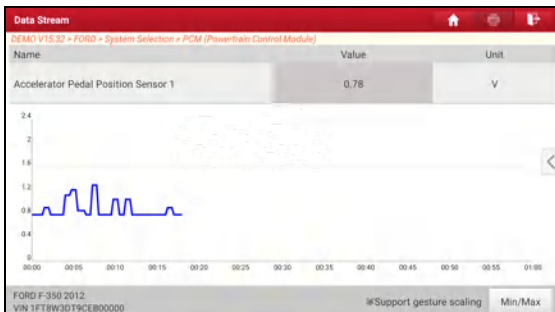 Data Stream
DEMO V15.32 > FORD > System Selection > PCM (Powertrain Control Module)
Name Value Unit
Accelerator Pedal Position Sensor 1 0.78 V
2.4
2
1.6
1.2
0.8
0.4
0
00:00 00:05 00:10 00:15 00:20 00:25 00:30 00:35 00:40 00:45 00:50 00:55 01:00
FORD F-350 2012
VIN 1FT8W3DT9CEB00000
※Support gesture scaling Min/Max